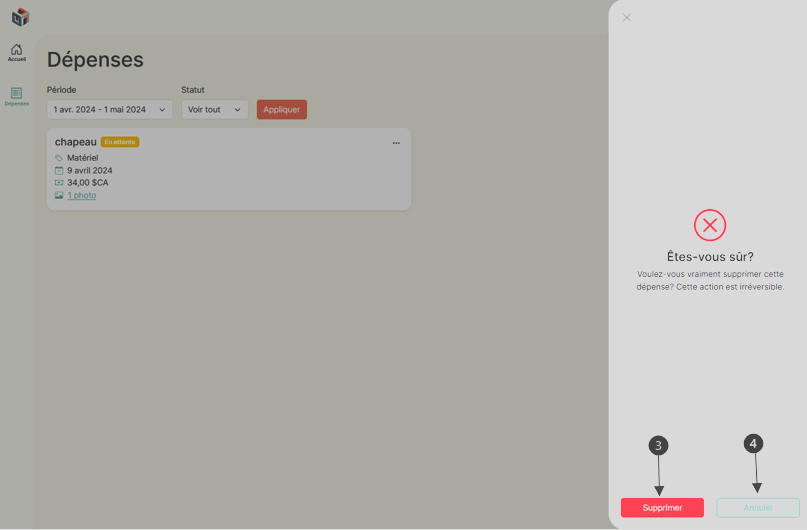 Accueil
Dépenses
Dépenses
Période
Statut
1 avr. 2024 - 1 mai 2024
Voir tout
Appliquer
chapeau En attente
...
Matériel
9 avril 2024
34,00 $CA
1 photo
Êtes-vous sûr?
Voulez-vous vraiment supprimer cette
dépense? Cette action est irréversible.
3
4
Supprimer
Annuler